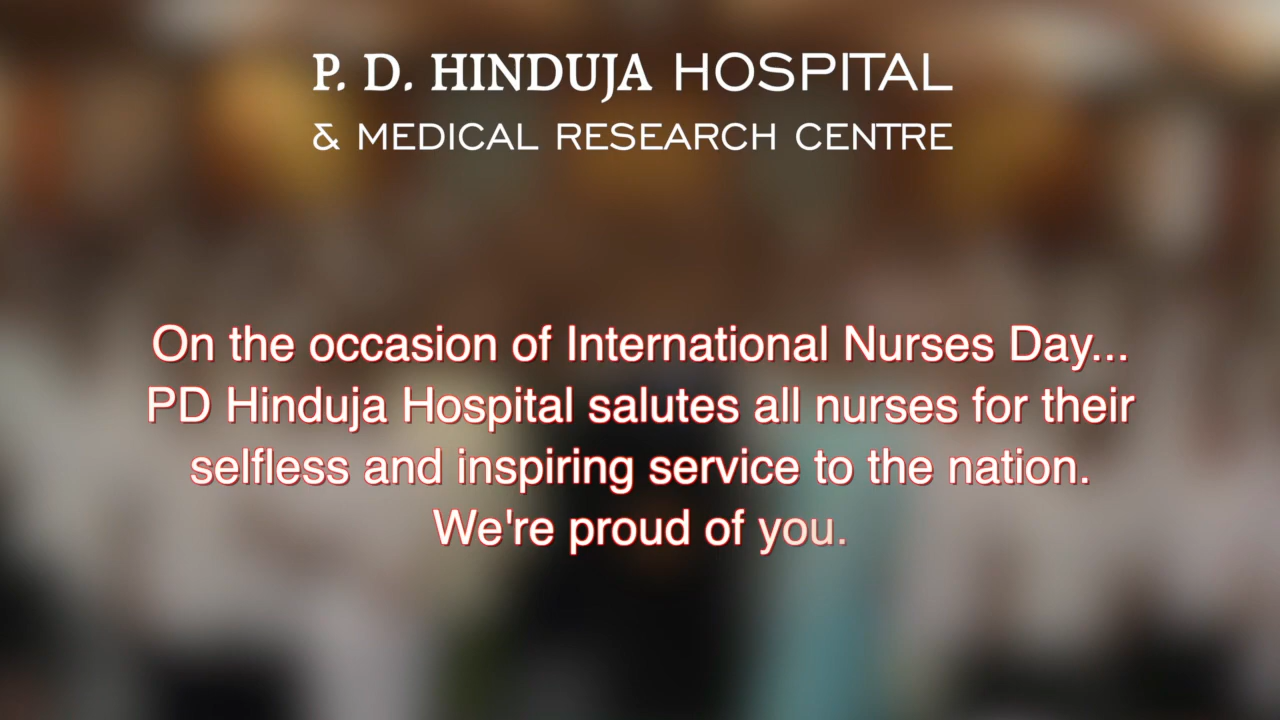 P. D. HINDUJA HOSPITAL
& MEDICAL RESEARCH CENTRE
On the occasion of International Nurses Day...
PD Hinduja Hospital salutes all nurses for their
selfless and inspiring service to the nation.
We're proud of you.